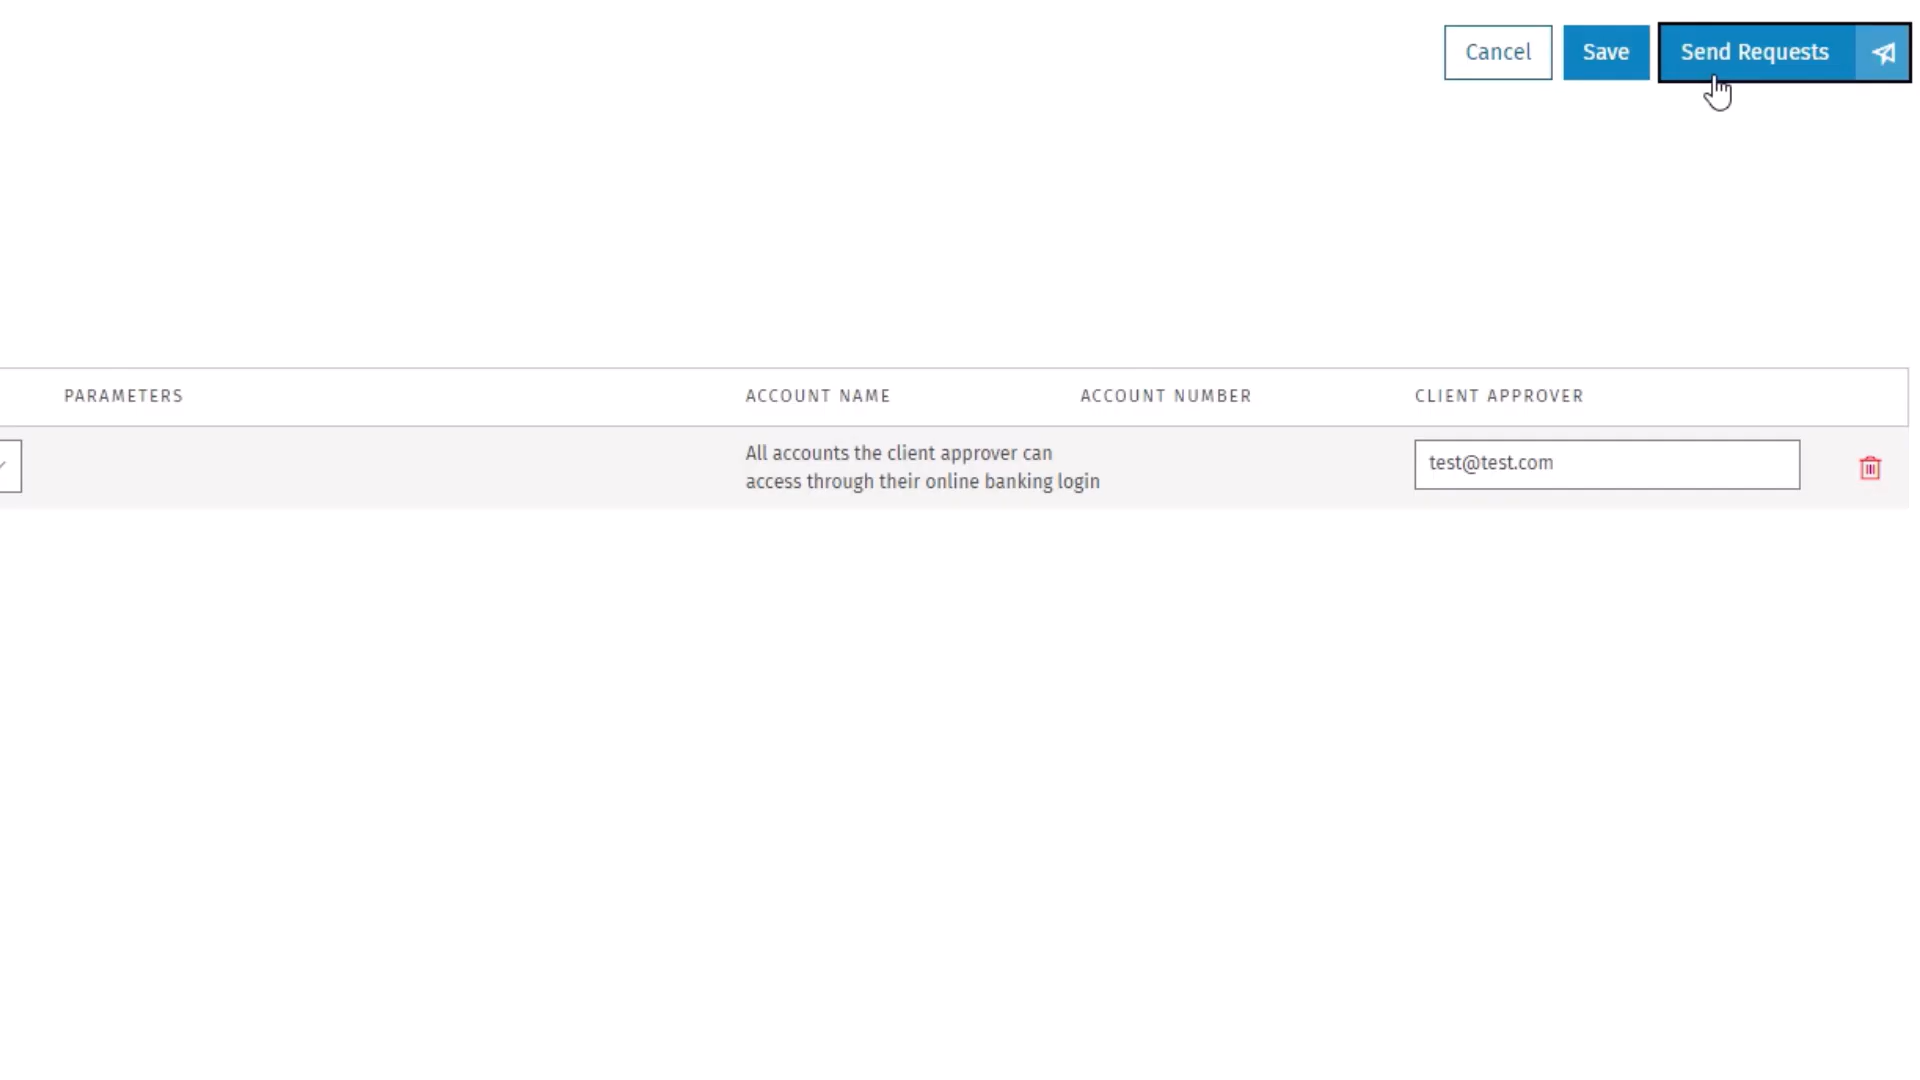 Cancel
Save
Send Requests
PARAMETERS
ACCOUNT NAME
ACCOUNT NUMBER
CLIENT APPROVER
All accounts the client approver can
access through their online banking login
test@test.com